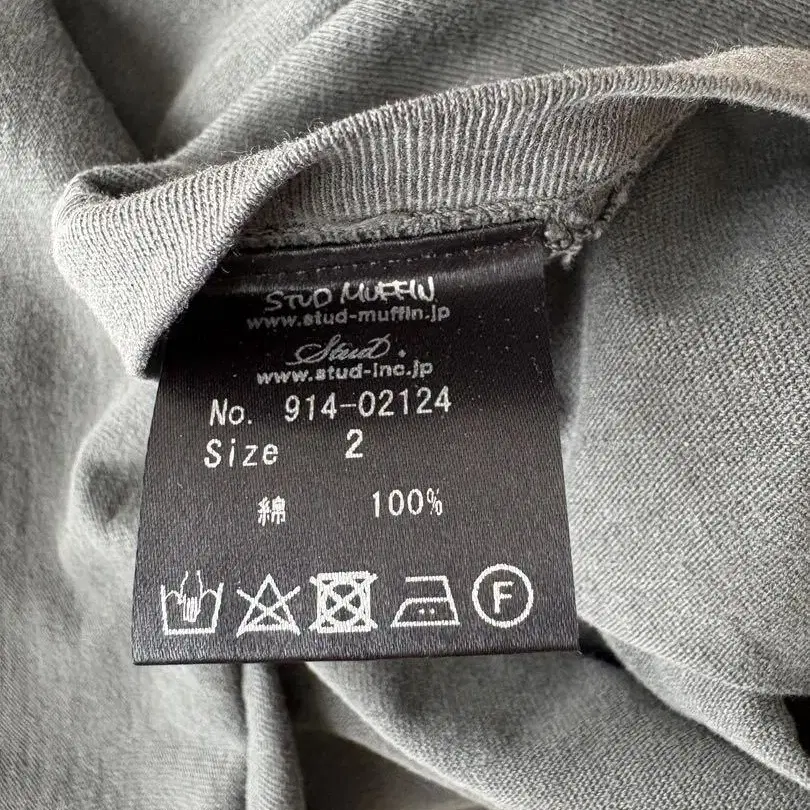 STUD MUFFIN
www.stud-muffin.jp
Stud.
www.stud-inc.jp
No. 914-02124
Size 2
綿 100%
F